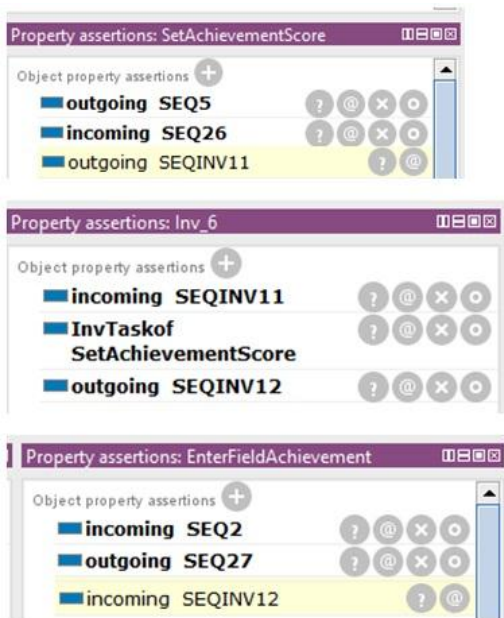 Property assertions: SetAchievementScore
Object property assertions
outgoing SEQ5
incoming SEQ26
outgoing SEQINV11
Property assertions: Inv_6
Object property assertions
incoming SEQINV11
InvTaskof
SetAchievementScore
outgoing SEQINV12
Property assertions: EnterFieldAchievement
Object property assertions
incoming SEQ2
outgoing SEQ27
incoming SEQINV12